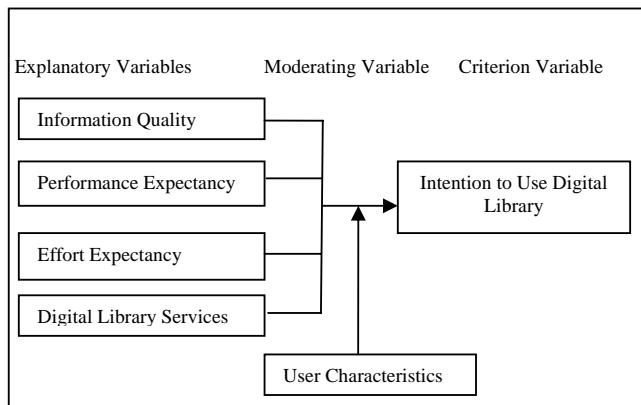 Explanatory Variables Moderating Variable Criterion Variable
Information Quality
Performance Expectancy
Intention to Use Digital
Library
Effort Expectancy
Digital Library Services
User Characteristics